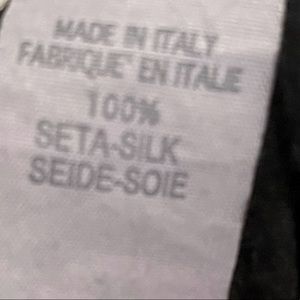 MADE IN ITALY
FABRIQUE' EN ITALIE
100%
SETA-SILK
SEIDE-SOIE